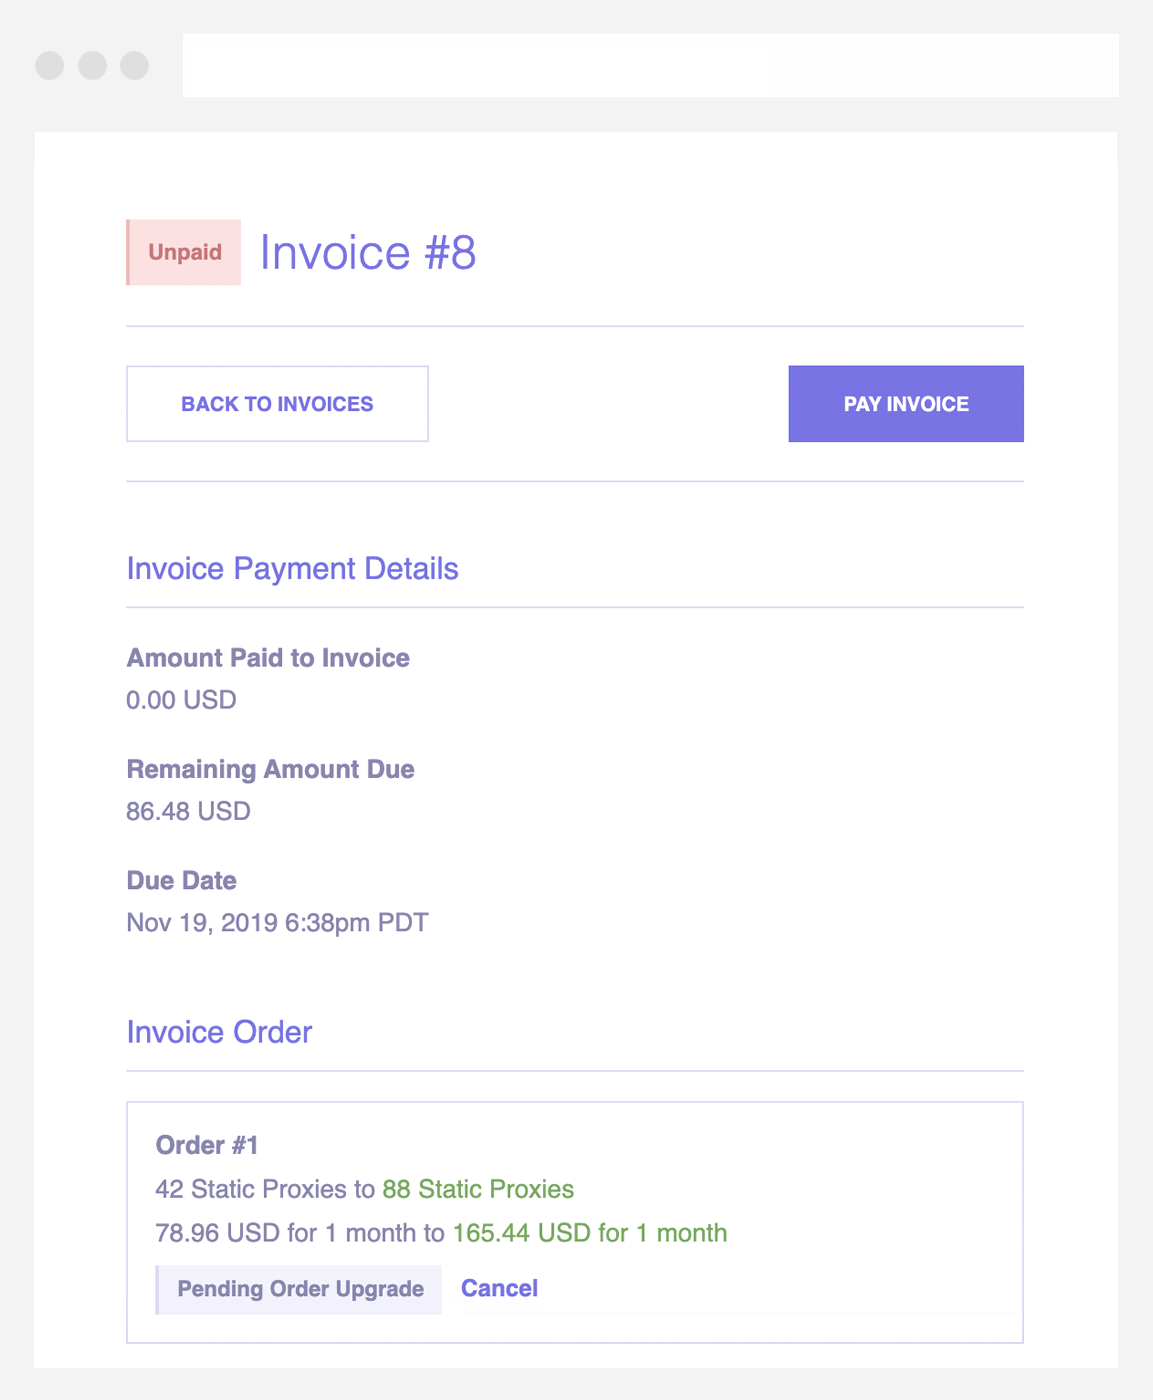 Unpaid Invoice #8
BACK TO INVOICES PAY INVOICE
Invoice Payment Details
Amount Paid to Invoice
0.00 USD
Remaining Amount Due
86.48 USD
Due Date
Nov 19, 2019 6:38pm PDT
Invoice Order
Order #1
42 Static Proxies to 88 Static Proxies
78.96 USD for 1 month to 165.44 USD for 1 month
Pending Order Upgrade Cancel